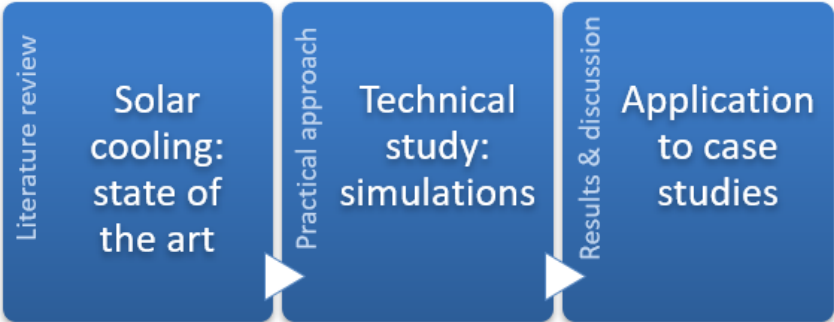 Literature review
Solar
cooling:
state of
the art
Practical approach
Technical
study:
simulations
Results & discussion
Application
to case
studies